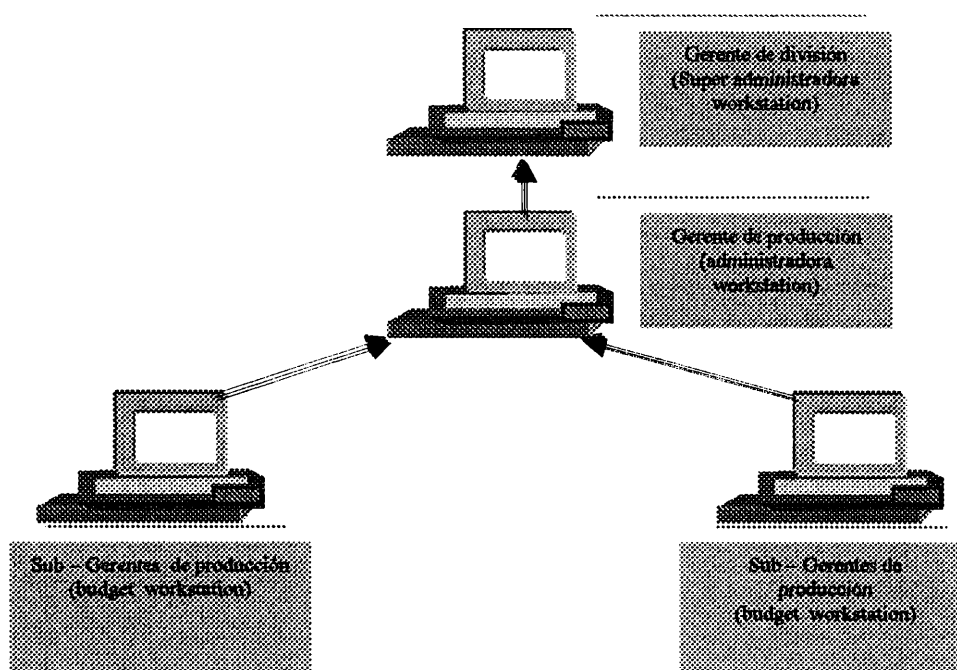 Gerente de división
(Super administradora
workstation)
Gerente de producción
(administradora
workstation)
Sub – Gerentes de producción
(budget workstation)
Sub – Gerentes de
producción
(budget workstation)